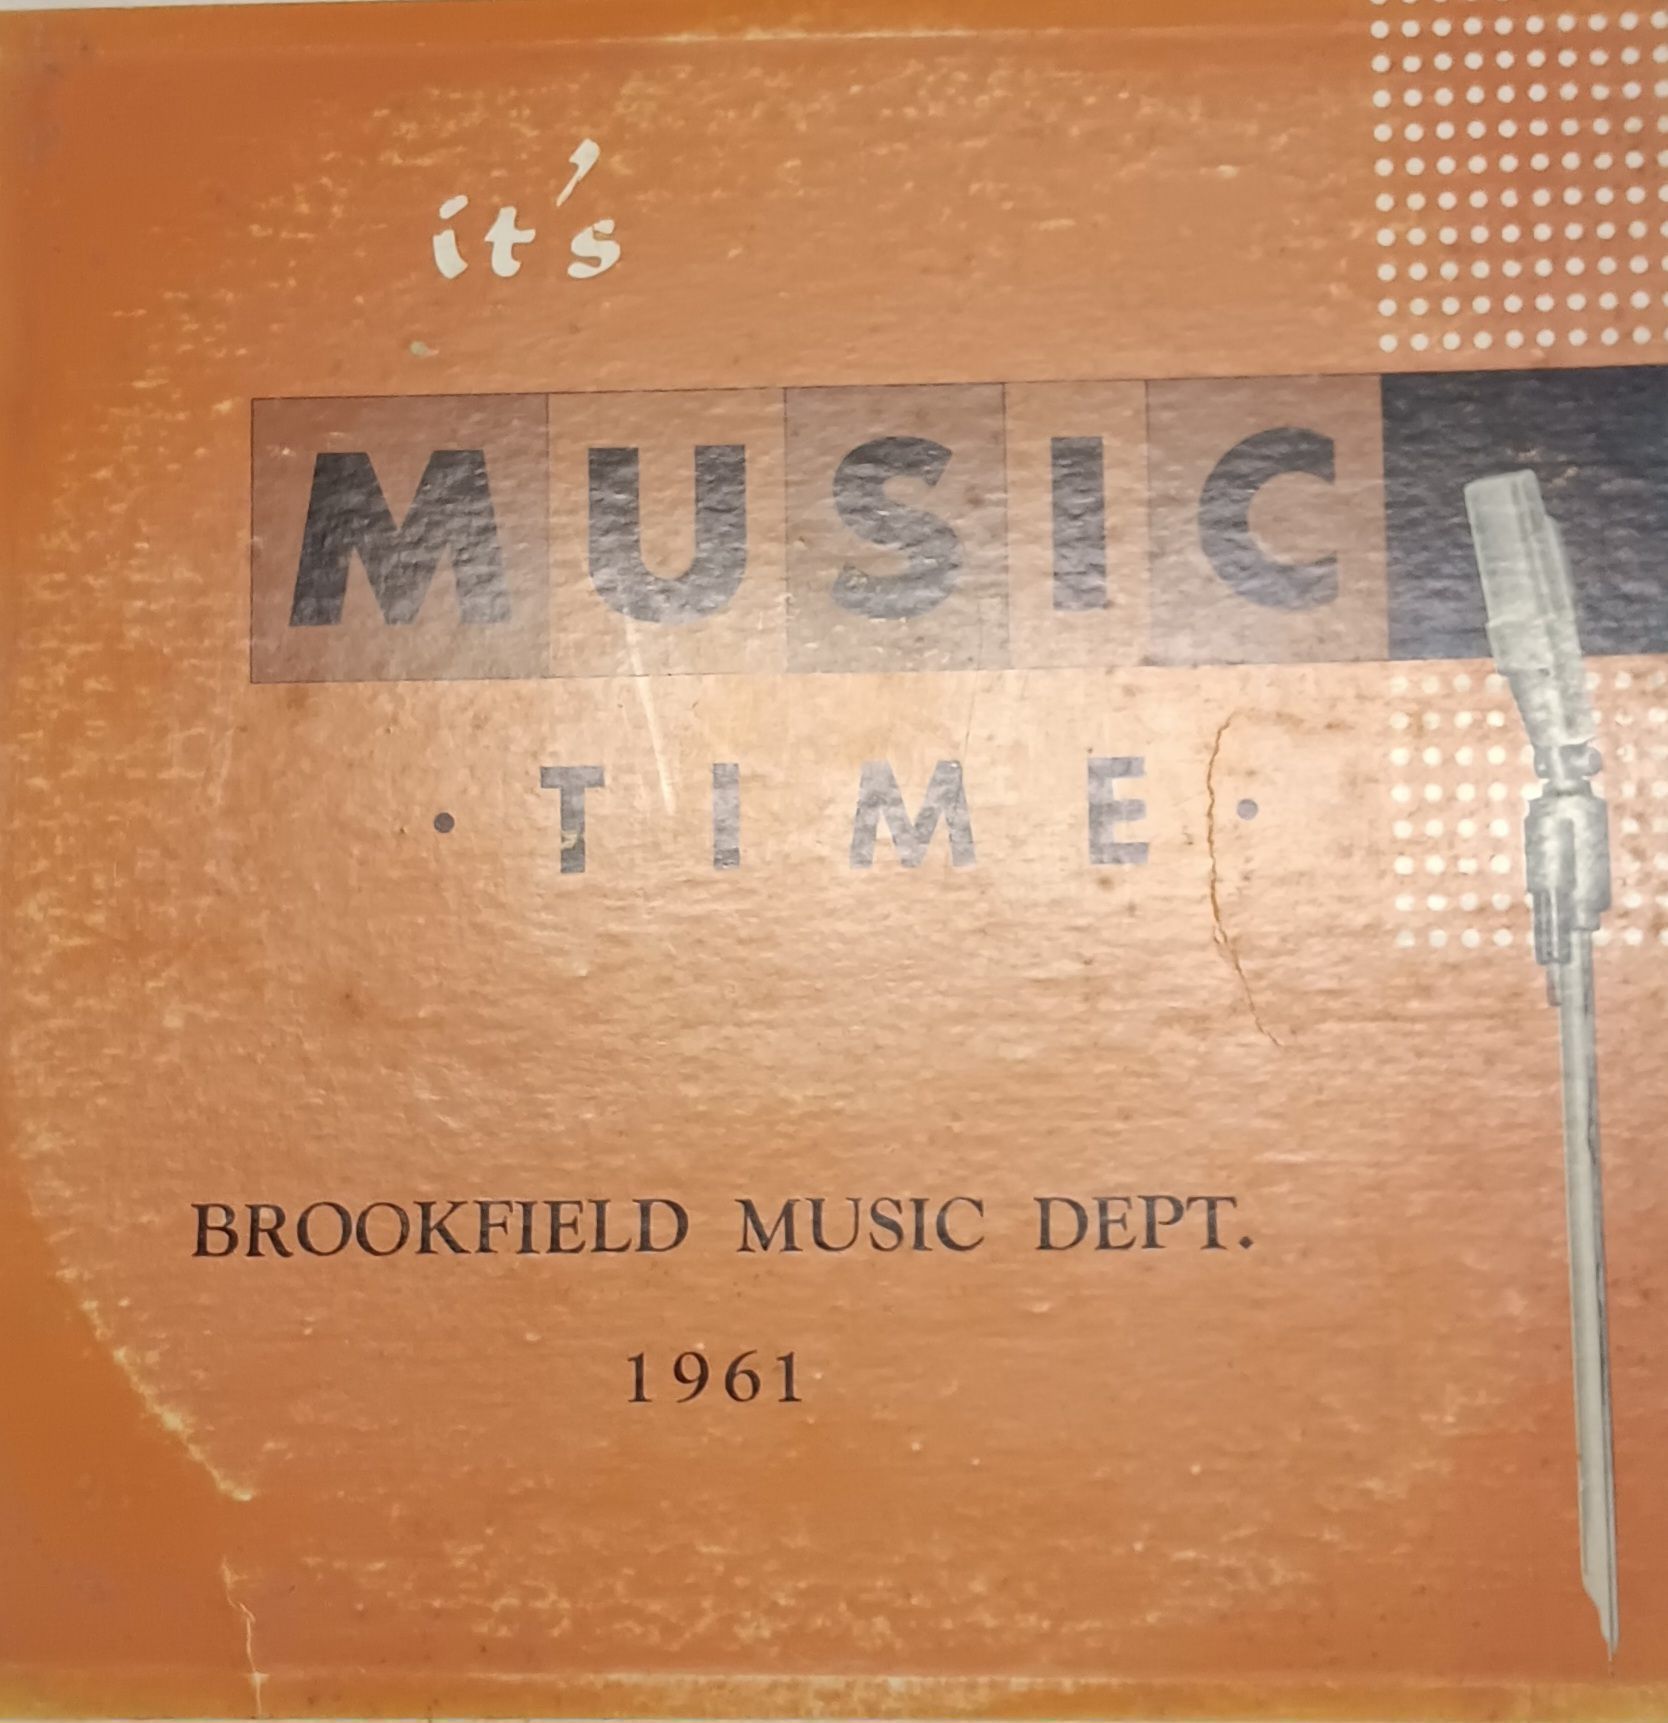 it's
MUSIC
· TIME ·
BROOKFIELD MUSIC DEPT.
1961